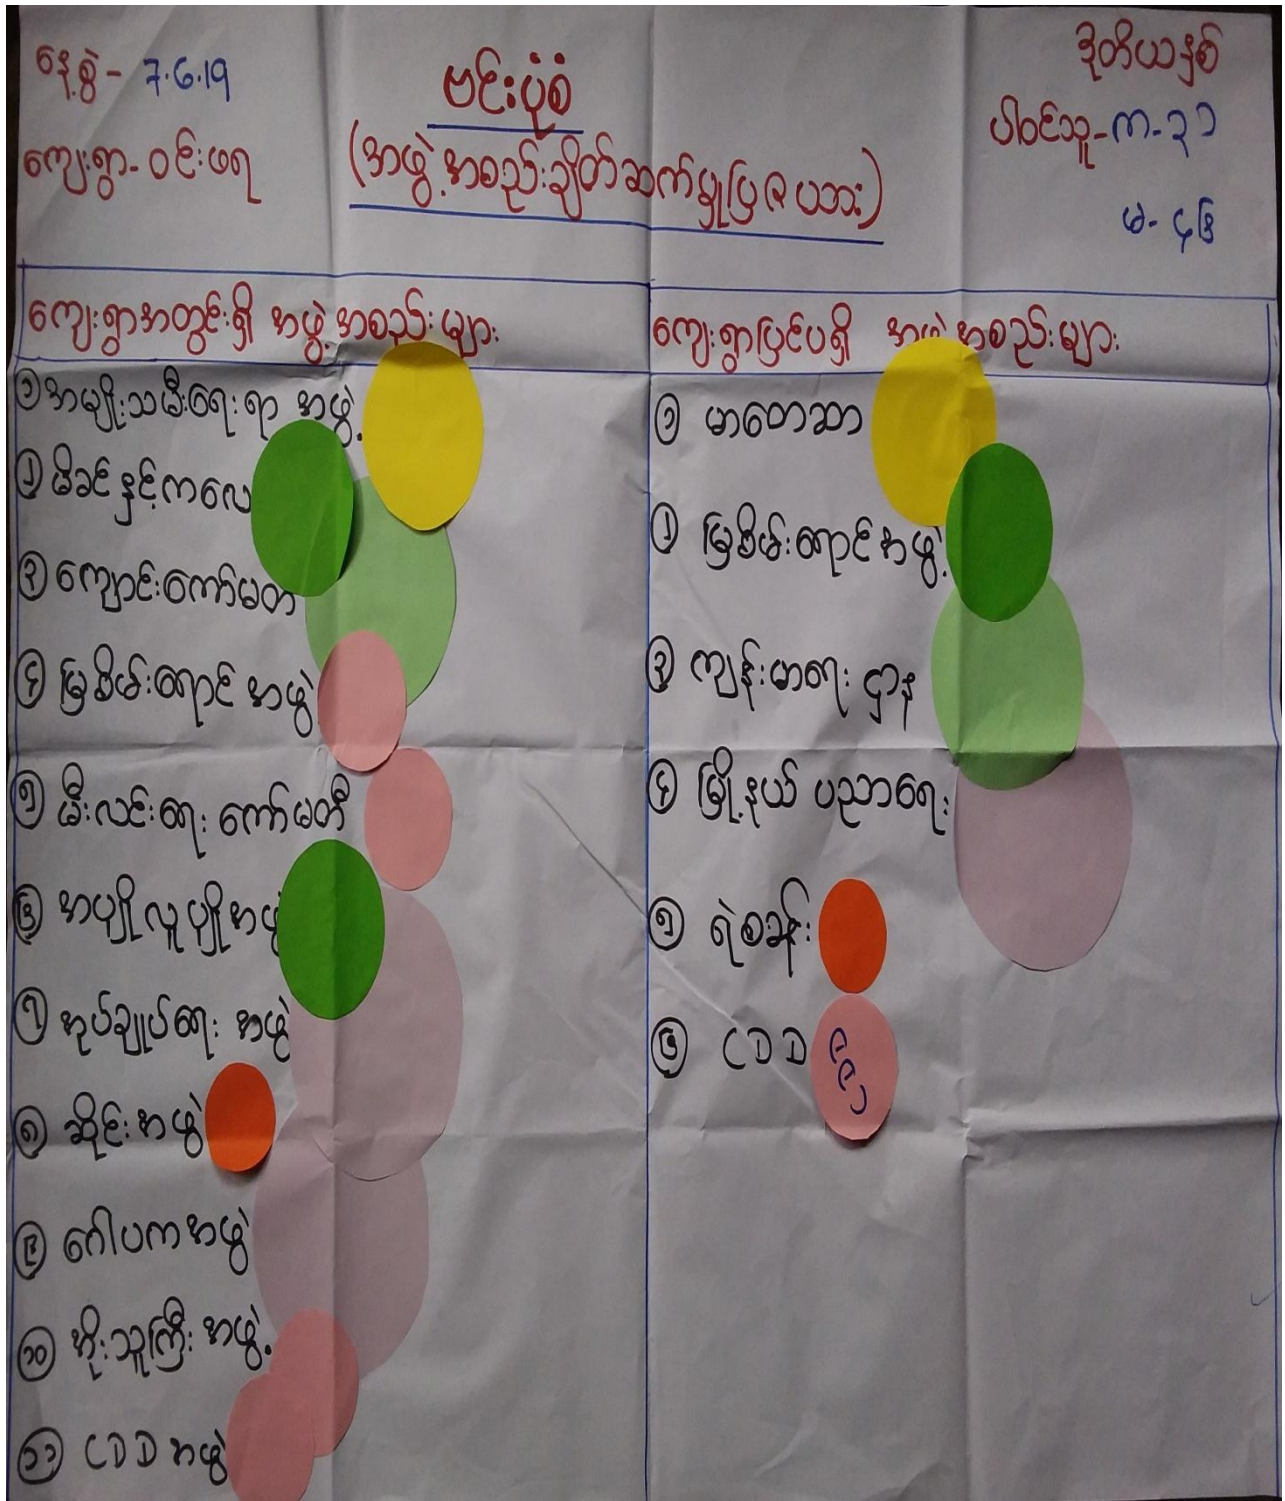 နေ့စွဲ - 7.6.19
ကျေးရွာ - ဝင်းဖရ
ဗင်းပုံစံ
(အဖွဲ့အစည်းချိတ်ဆက်မှုပြဇယား)
ဒုတိယနှစ်
ပါဝင်သူ - ကာ - ၃၁
မ - ၄၆
ကျေးရွာအတွင်းရှိ အဖွဲ့အစည်းများ
၁ အမျိုးသမီးရေးရာ အဖွဲ့
၂ မိခင်နှင့်ကလေး
၃ ကျောင်းကော်မတီ
၄ မြစိမ်းရောင် အဖွဲ့
၅ မီးလင်းရေး ကော်မတီ
၆ အပျိုလူပျိုအဖွဲ့
၇ အုပ်ချုပ်ရေး အဖွဲ့
၈ ဆိုင်းအဖွဲ့
၉ ဂေါပကအဖွဲ့
၁၀ အိုးသူကြီး အဖွဲ့
၁၁ CDD အဖွဲ့
ကျေးရွာပြင်ပရှိ အဖွဲ့အစည်းများ
၁ မာတေဆာ
၂ မြစိမ်းရောင်အဖွဲ့
၃ ကျန်းမာရေး ဌာန
၄ မြို့နယ် ပညာရေး
၅ ရဲစခန်း
၆ CDD